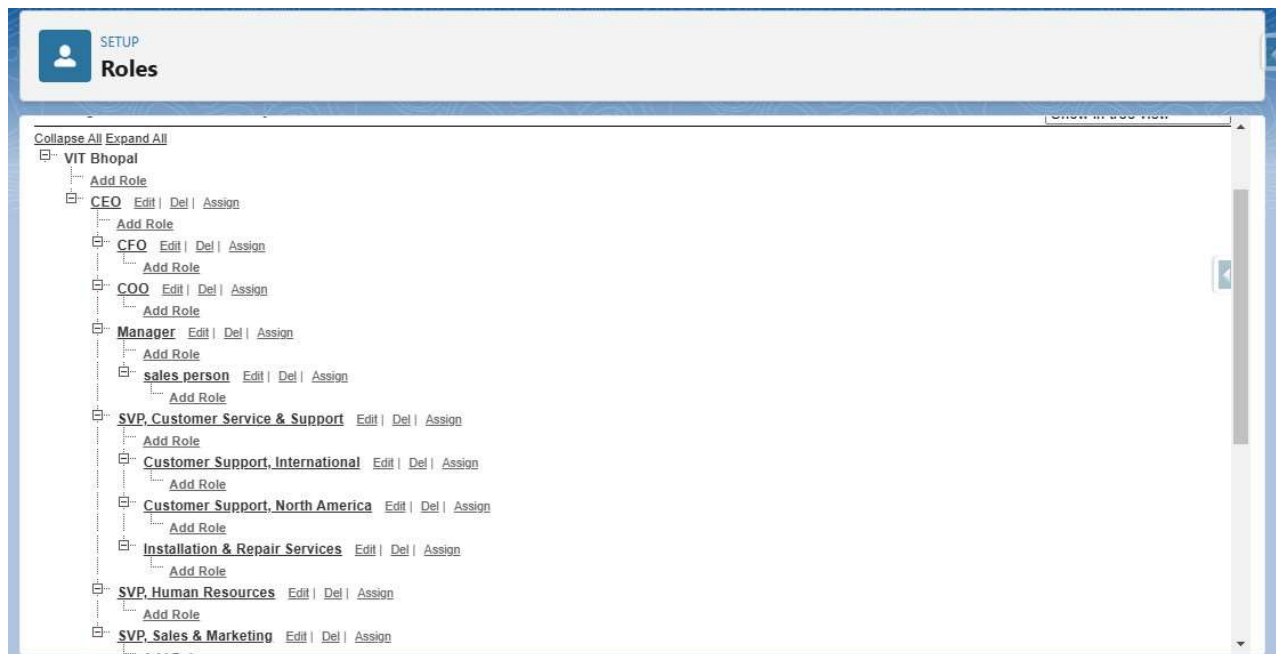 SETUP
Roles
Collapse All Expand All
VIT Bhopal
Add Role
CEO Edit | Del | Assign
Add Role
CFO Edit | Del | Assign
Add Role
COO Edit | Del | Assign
Add Role
Manager Edit | Del | Assign
Add Role
sales person Edit | Del | Assign
Add Role
SVP, Customer Service & Support Edit | Del | Assign
Add Role
Customer Support, International Edit | Del | Assign
Add Role
Customer Support, North America Edit | Del | Assign
Add Role
Installation & Repair Services Edit | Del | Assign
Add Role
SVP, Human Resources Edit | Del | Assign
Add Role
SVP, Sales & Marketing Edit | Del | Assign